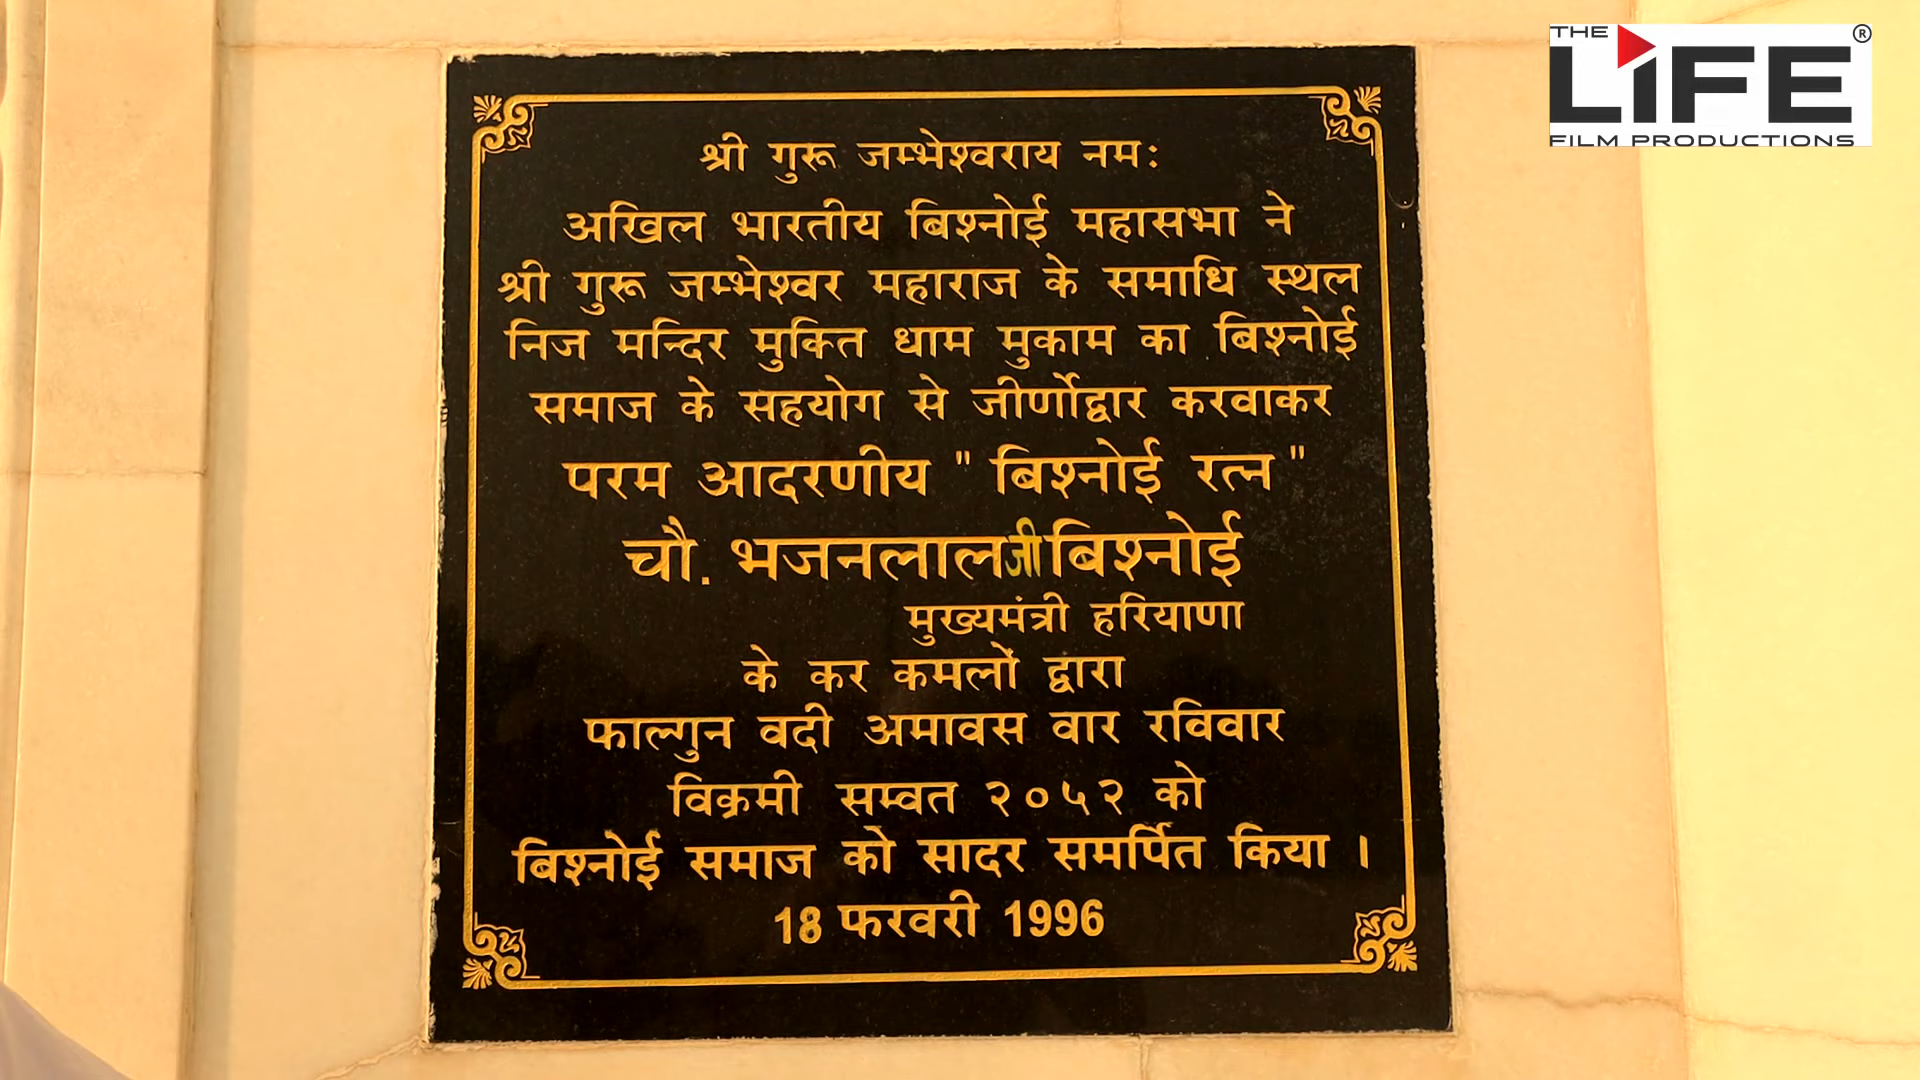 श्री गुरू जम्भेश्वराय नमः
अखिल भारतीय बिश्नोई महासभा ने
श्री गुरू जम्भेश्वर महाराज के समाधि स्थल
निज मन्दिर मुक्ति धाम मुकाम का बिश्नोई
समाज के सहयोग से जीर्णोद्वार करवाकर
परम आदरणीय " बिश्नोई रत्न "
चौ. भजनलाल जी बिश्नोई
मुख्यमंत्री हरियाणा
के कर कमलों द्वारा
फाल्गुन वदी अमावस वार रविवार
विक्रमी सम्वत २०५२ को
बिश्नोई समाज को सादर समर्पित किया ।
18 फरवरी 1996
THE
LiFE ®
FILM PRODUCTIONS